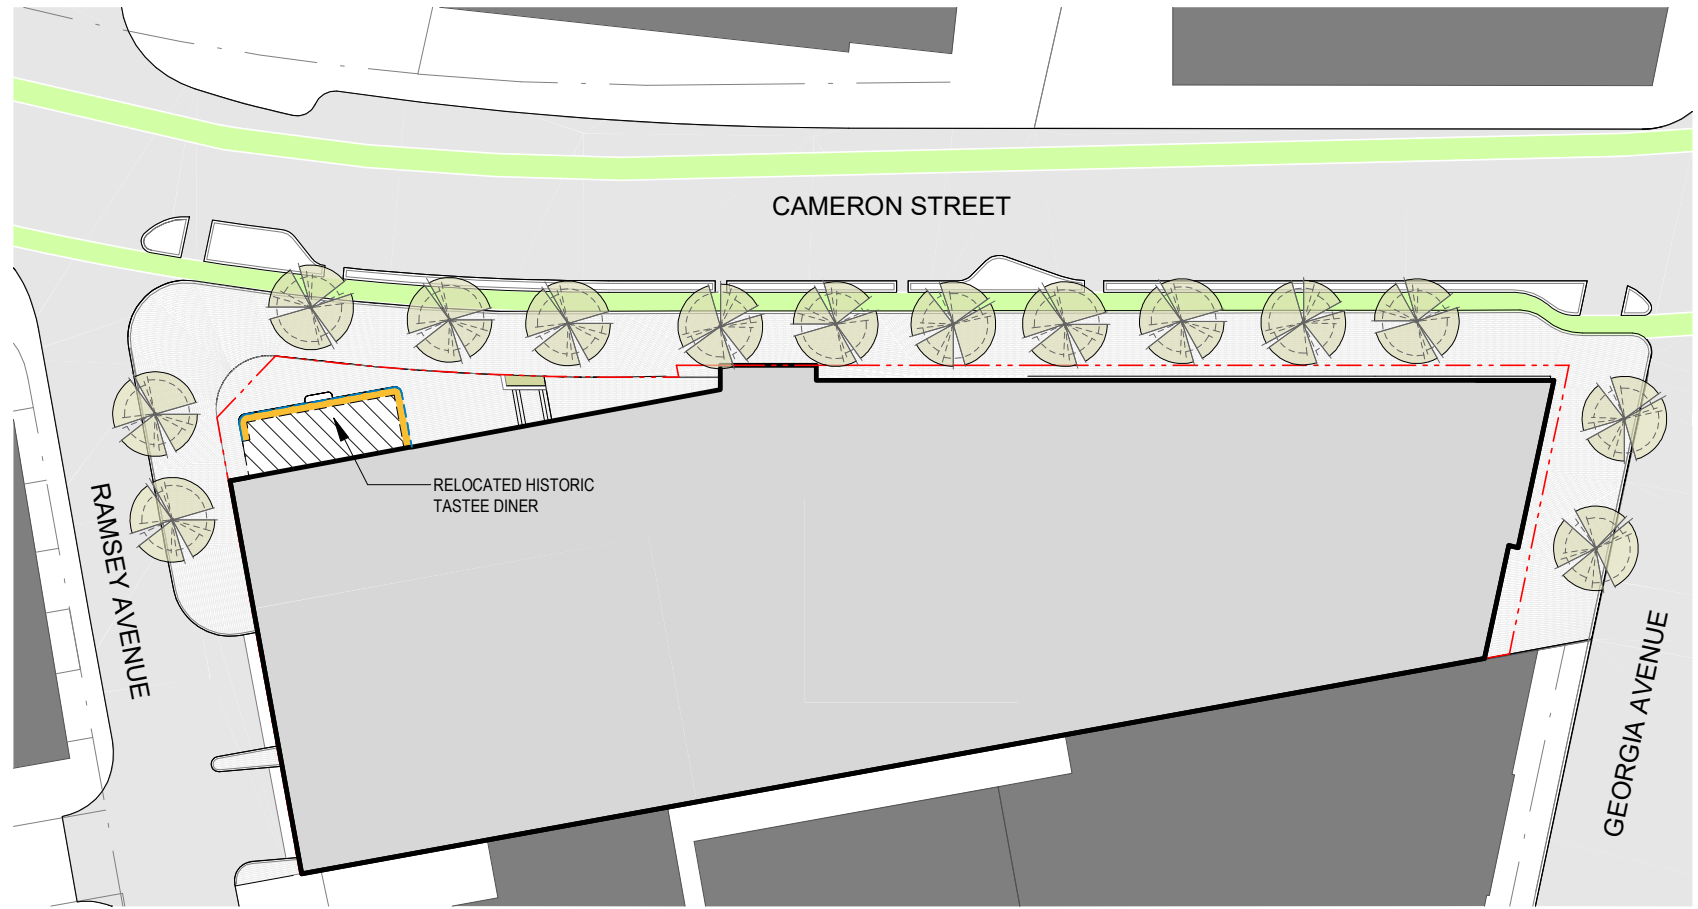 CAMERON STREET
RELOCATED HISTORIC
TASTEE DINER
RAMSEY AVENUE
GEORGIA AVENUE